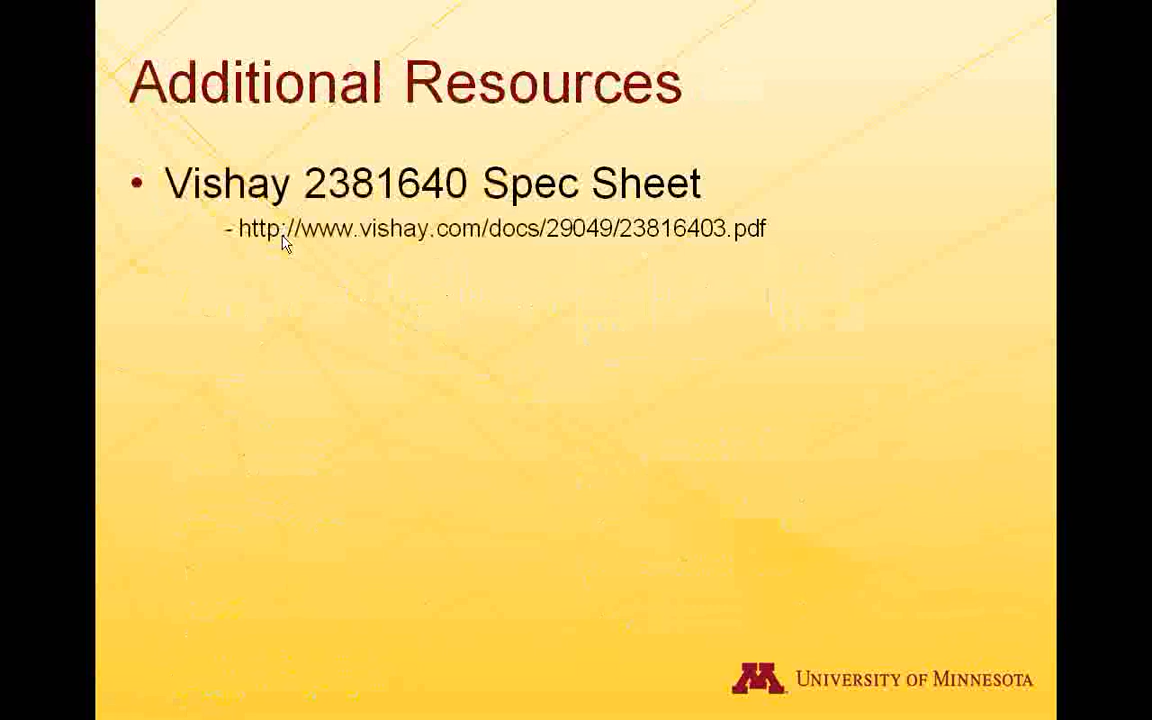 Additional Resources
• Vishay 2381640 Spec Sheet
- http://www.vishay.com/docs/29049/23816403.pdf
M UNIVERSITY OF MINNESOTA